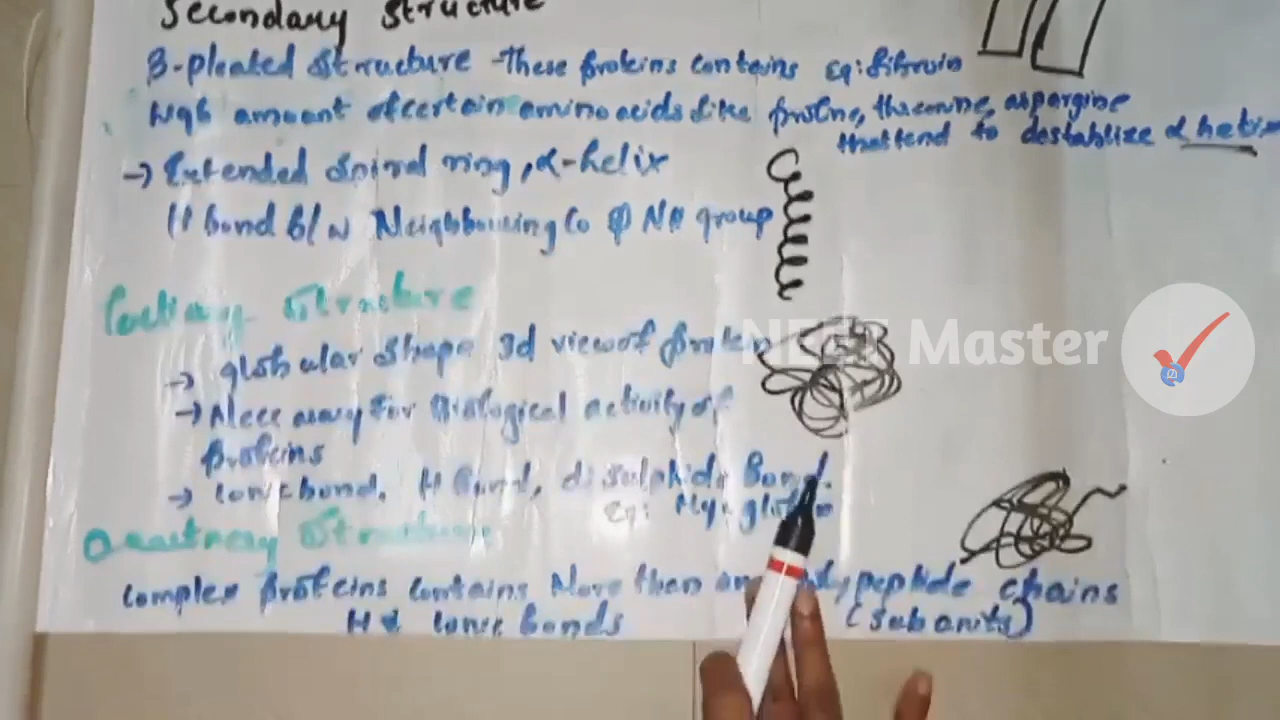 Secondary Structure
β-pleated Structure - These proteins contains Eg: fibroin
high amount of certain amino acids like proline, threonine, aspargine
that tend to destablize α helix
→ Extended Spiral ring, α-helix
H bond b/w Neighbouring Co & NH group
Tertiary Structure
→ globular shape 3d view of protein
→ Necessary for Biological activity of
proteins
→ Ionic bond, H Bond, disulphide Bond.
Eg: Myoglobin
Quatnary Structure
Complex proteins contains More than one polypeptide chains
H & Ionic bonds (subunits)
NEET Master